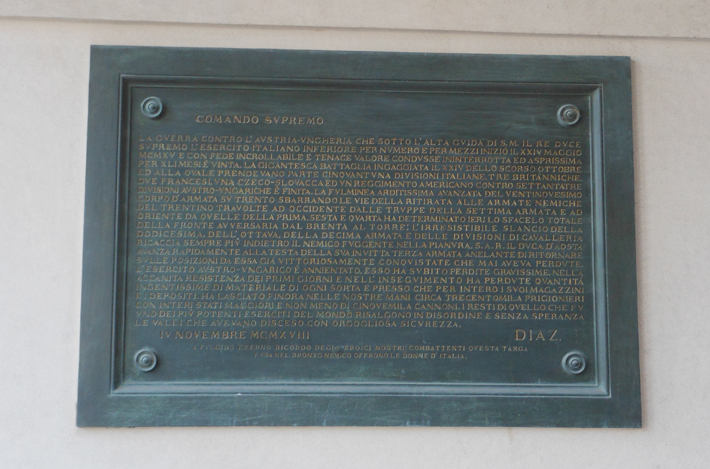 COMANDO SVPREMO
LA GVERRA CONTRO L'AVSTRIA-VNGHERIA CHE SOTTO L'ALTA GVIDA DI S.M. IL RE DVCE
SVPREMO L'ESERCITO ITALIANO INFERIORE PER NVMERO E PER MEZZI INIZIO IL XXIV MAGGIO
MCMXV E CON FEDE INCROLLABILE E TENACE VALORE CONDVSSE ININTERROTTA ED ASPRISSIMA
PER XLI MESI È VINTA. LA GIGANTESCA BATTAGLIA INGAGGIATA IL XXIV DELLO SCORSO OTTOBRE
ED ALLA QVALE PRENDEVANO PARTE CINQVANTVNA DIVISIONI ITALIANE, TRE BRITANNICHE,
DVE FRANCESI, VNA CZECO-SLOVACCA ED VN REGGIMENTO AMERICANO CONTRO SETTANTATRE
DIVISIONI AVSTRO-VNGARICHE È FINITA. LA FVLMINEA ARDITISSIMA AVANZATA DEL VENTINOVESIMO
CORPO D'ARMATA SV TRENTO SBARRANDO LE VIE DELLA RITIRATA ALLE ARMATE NEMICHE
DEL TRENTINO TRAVOLTE AD OCCIDENTE DALLE TRVPPE DELLA SETTIMA ARMATA E AD
ORIENTE DA QVELLE DELLA PRIMA, SESTA E QVARTA HA DETERMINATO IERI LO SFACELO TOTALE
DELLA FRONTE AVVERSARIA DAL BRENTA AL TORRE L'IRRESISTIBILE SLANCIO DELLA
DODICESIMA, DELL'OTTAVA, DELLA DECIMA ARMATA E DELLE DIVISIONI DI CAVALLERIA
RICACCIA SEMPRE PIV INDIETRO IL NEMICO FVGGENTE NELLA PIANVRA. S.A.R. IL DVCA D'AOSTA
AVANZA RAPIDAMENTE ALLA TESTA DELLA SVA INVITTA TERZA ARMATA ANELANTE DI RITORNARE
SVLLE POSIZIONI DA ESSA GIÀ VITTORIOSAMENTE CONQVISTATE CHE MAI AVEVA PERDVTE.
L'ESERCITO AVSTRO-VNGARICO È ANNIENTATO. ESSO HA SVBITO PERDITE GRAVISSIME NELLA
ACCANITA RESISTENZA DEI PRIMI GIORNI E NELL'INSEGVIMENTO HA PERDVTE QVANTITÀ
INGENTISSIME DI MATERIALE DI OGNI SORTA E PRESSO CHE PER INTERO I SVOI MAGAZZINI
E I DEPOSITI. HA LASCIATO FINORA NELLE NOSTRE MANI CIRCA TRECENTOMILA PRIGIONIERI
CON INTERI STATI MAGGIORI E NON MENO DI CINQVEMILA CANNONI. I RESTI DI QVELLO CHE FV
VNO DEI PIV POTENTI ESERCITI DEL MONDO RISALGONO IN DISORDINE E SENZA SPERANZA
LE VALLI CHE AVEVANO DISCESO CON ORGOGLIOSA SICVREZZA.
IV NOVEMBRE MCMXVIII DIAZ.
A FVLGIDO ETERNO RICORDO DEGLI EROICI NOSTRI COMBATTENTI QVESTA TARGA
FVSA NEL BRONZO NEMICO OFFRONO LE DONNE D'ITALIA.